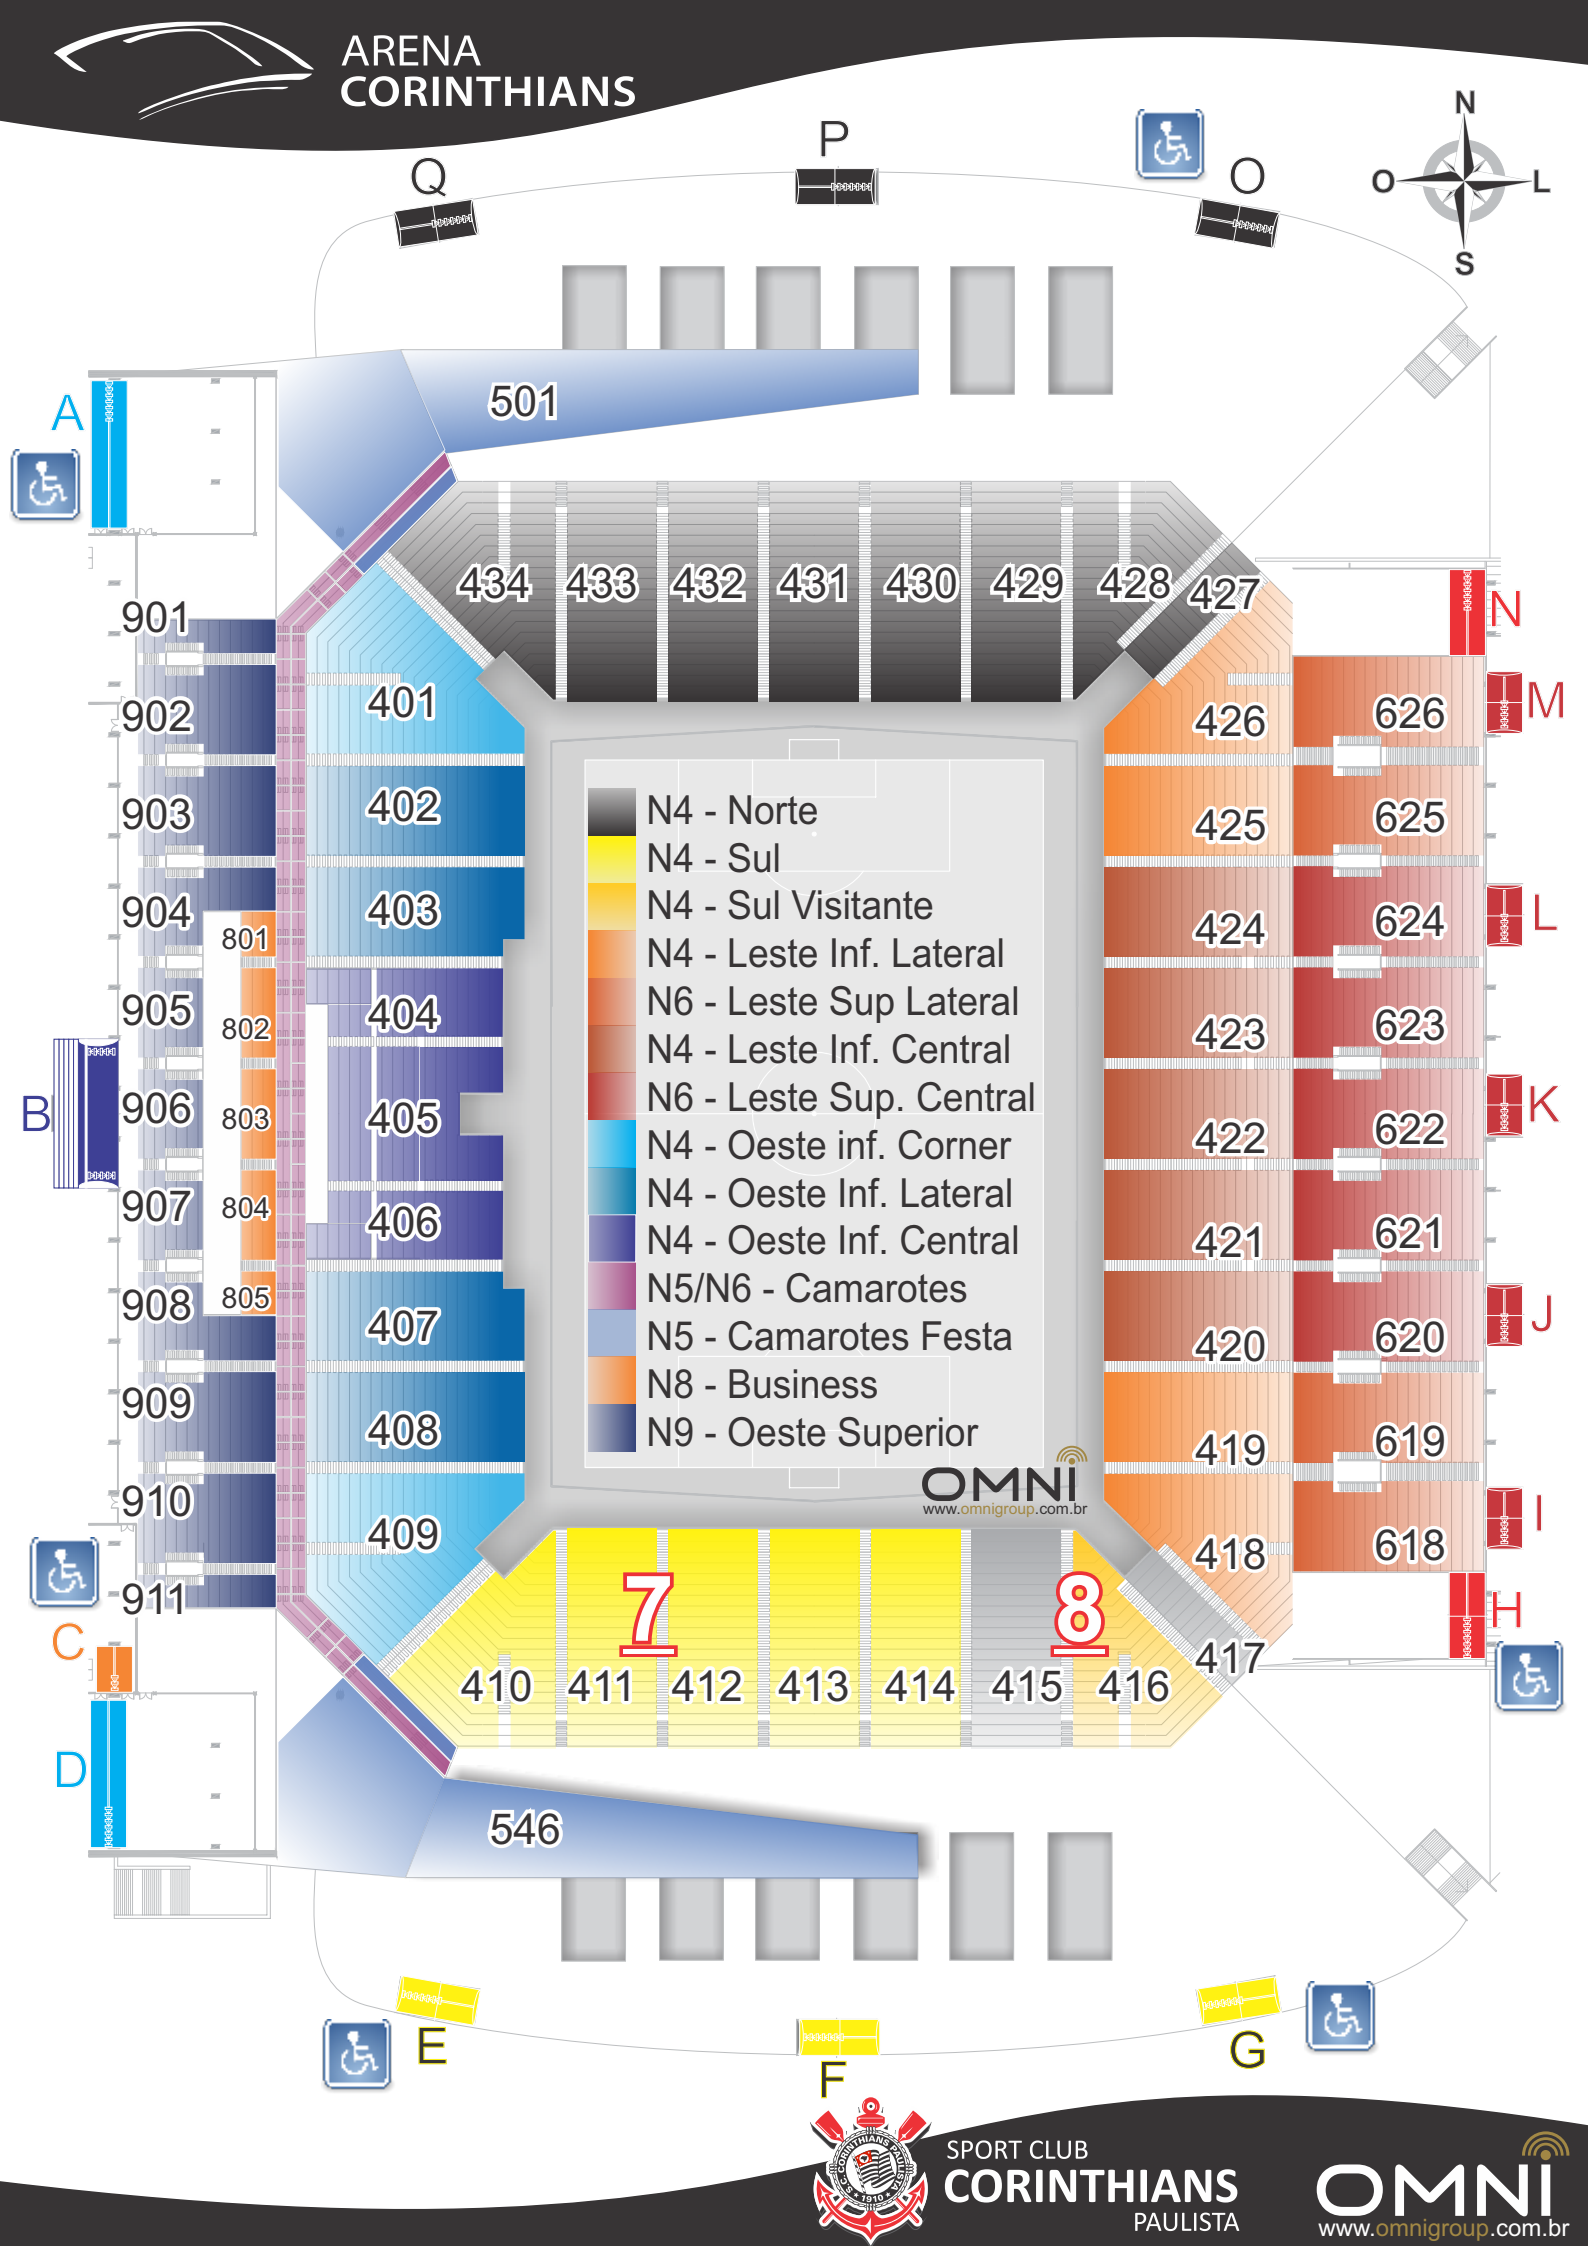 ARENA
CORINTHIANS
N
O
L
S
Q
P
O
A
501
434
433
432
431
430
429
428
427
N
901
902
903
904
905
906
907
908
909
910
911
801
802
803
804
805
B
401
402
403
404
405
406
407
408
409
N4 - Norte
N4 - Sul
N4 - Sul Visitante
N4 - Leste Inf. Lateral
N6 - Leste Sup Lateral
N4 - Leste Inf. Central
N6 - Leste Sup. Central
N4 - Oeste inf. Corner
N4 - Oeste Inf. Lateral
N4 - Oeste Inf. Central
N5/N6 - Camarotes
N5 - Camarotes Festa
N8 - Business
N9 - Oeste Superior
OMNI
www.omnigroup.com.br
426
425
424
423
422
421
420
419
418
626
625
624
623
622
621
620
619
618
M
L
K
J
I
H
7
8
410
411
412
413
414
415
416
417
C
D
546
E
F
G
S.C. CORINTHIANS PAULISTA
1910
SPORT CLUB
CORINTHIANS
PAULISTA
OMNI
www.omnigroup.com.br